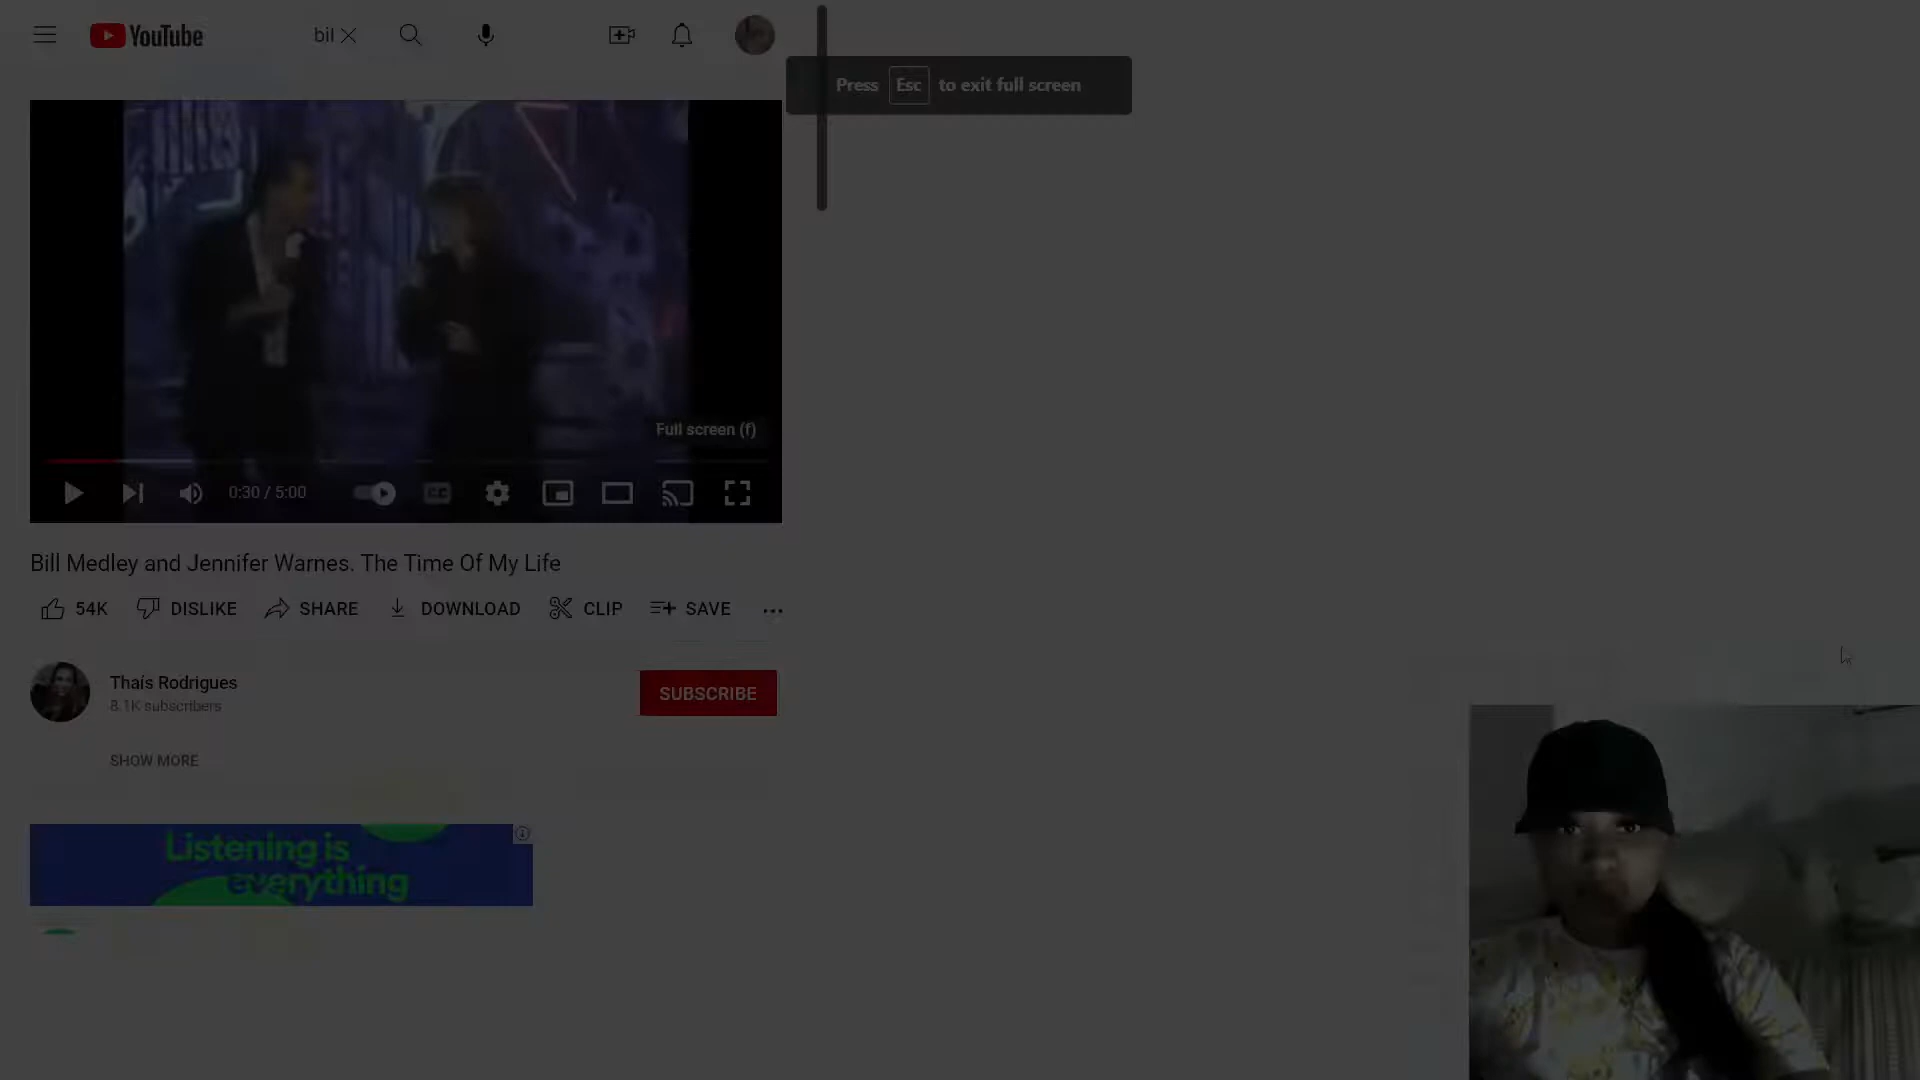 YouTube
bil
Press Esc to exit full screen
Full screen (f)
0:30 / 5:00
CC
Bill Medley and Jennifer Warnes. The Time Of My Life
54K DISLIKE SHARE DOWNLOAD CLIP SAVE ...
Thaís Rodrigues
8.1K subscribers
SUBSCRIBE
SHOW MORE
Listening is
everything